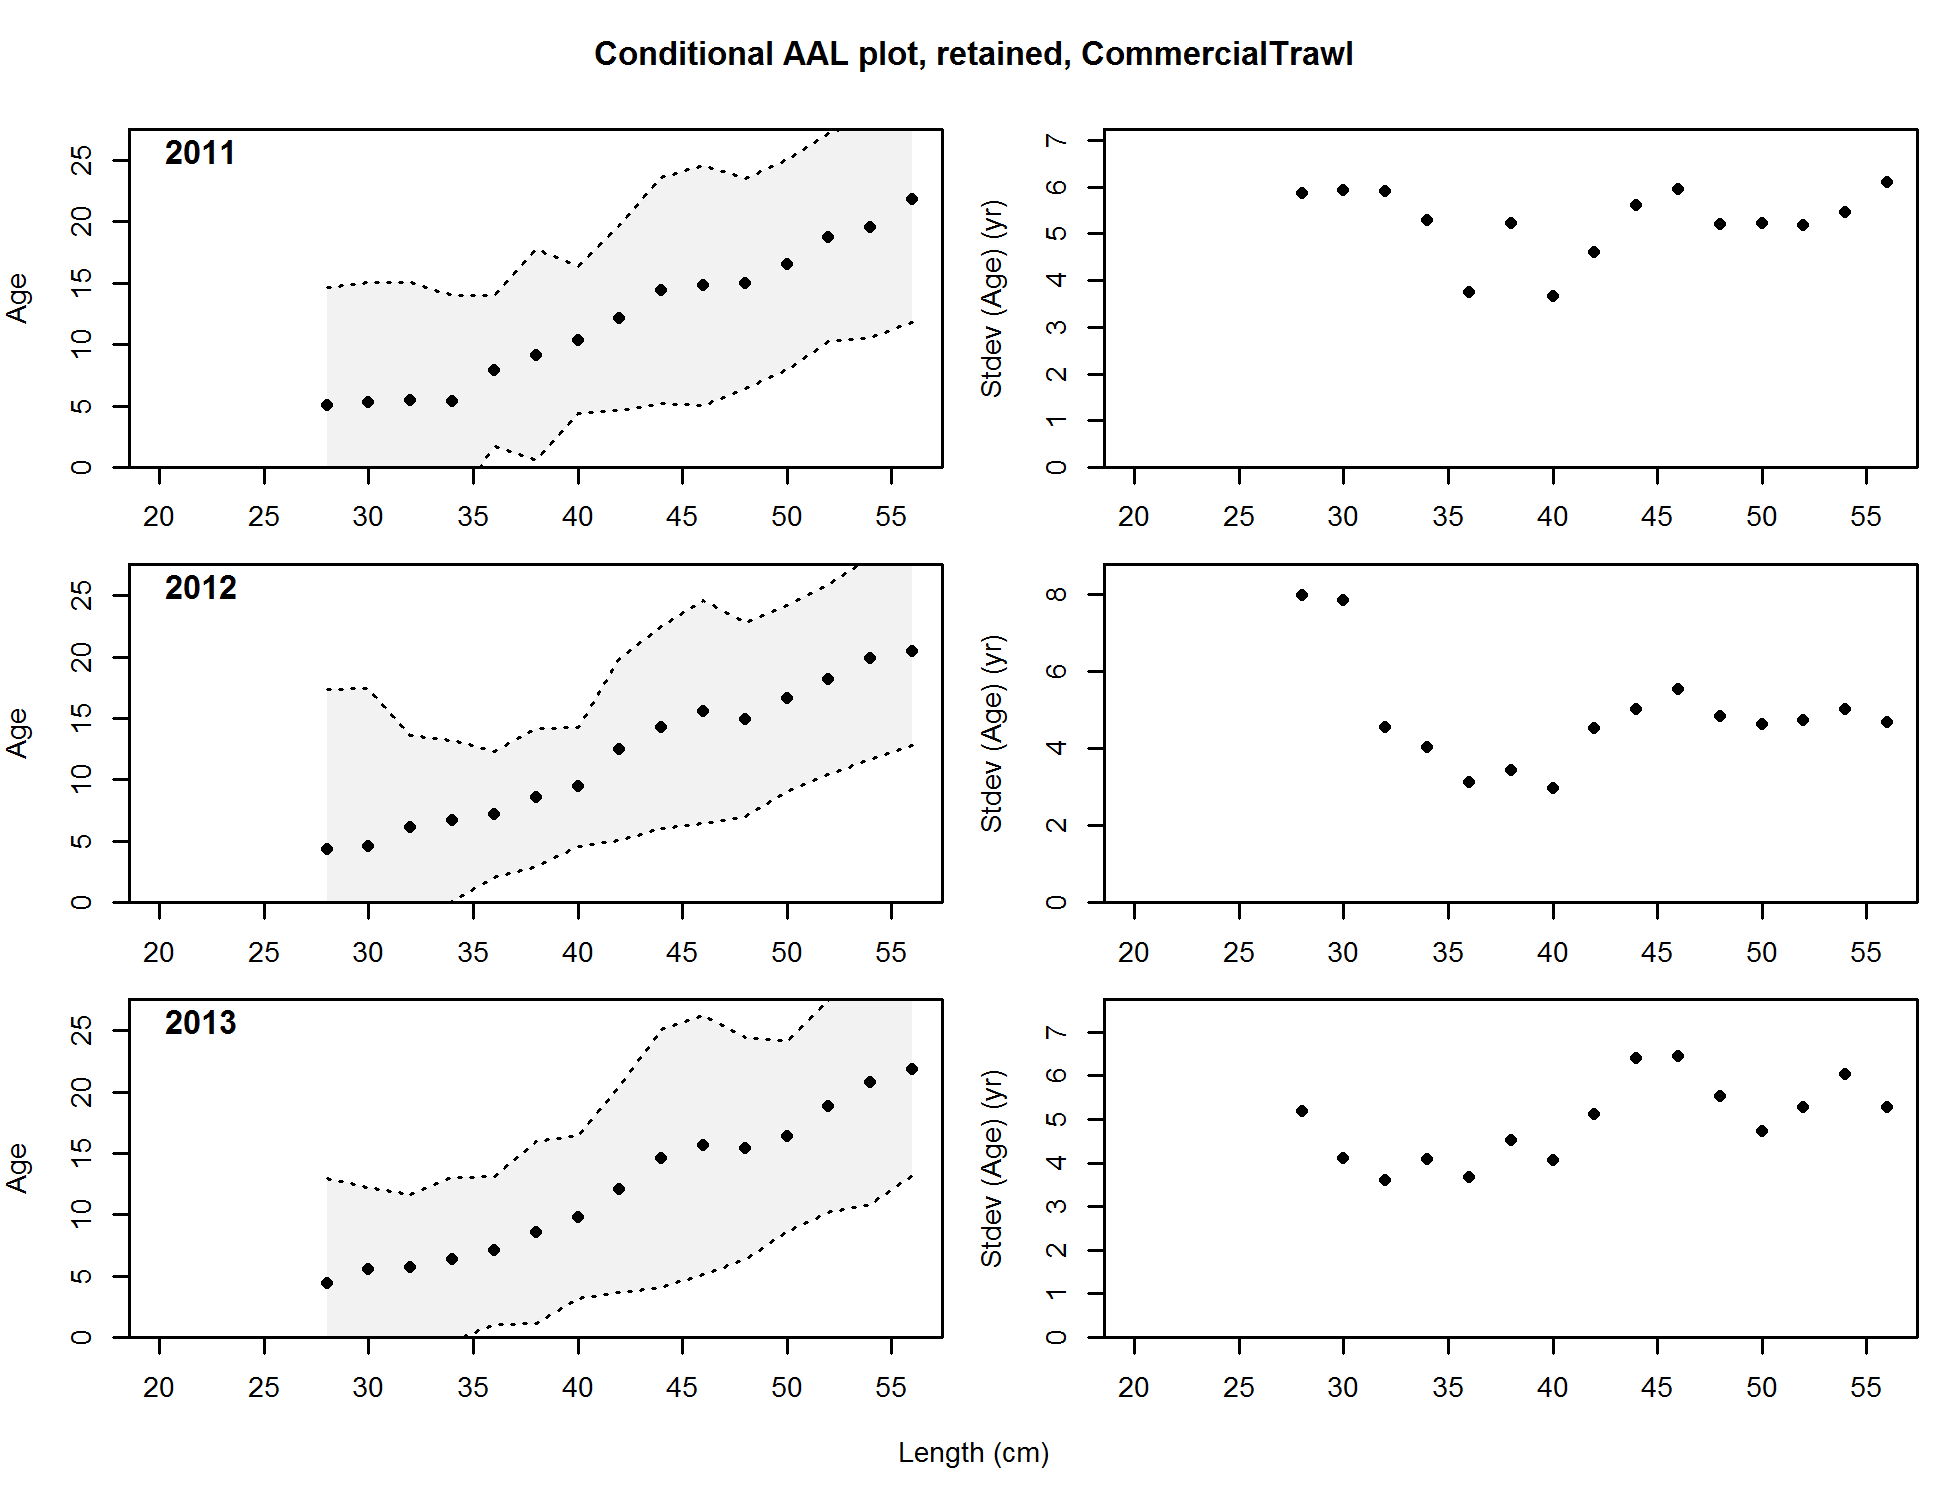 Conditional AAL plot, retained, CommercialTrawl
2011
Age
0 5 10 15 20 25
20 25 30 35 40 45 50 55
Stdev (Age) (yr)
0 1 2 3 4 5 6 7
20 25 30 35 40 45 50 55
2012
Age
0 5 10 15 20 25
20 25 30 35 40 45 50 55
Stdev (Age) (yr)
0 2 4 6 8
20 25 30 35 40 45 50 55
2013
Age
0 5 10 15 20 25
20 25 30 35 40 45 50 55
Stdev (Age) (yr)
0 1 2 3 4 5 6 7
20 25 30 35 40 45 50 55
Length (cm)